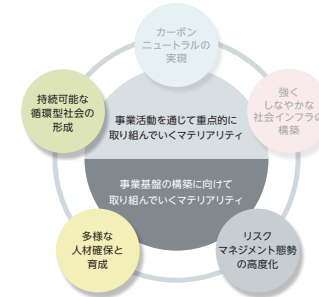 カーボン
ニュートラルの
実現
持続可能な
循環型社会の
形成
強く
しなやかな
社会インフラの
構築
事業活動を通じて重点的に
取り組んでいくマテリアリティ
事業基盤の構築に向けて
取り組んでいくマテリアリティ
多様な
人材確保と
育成
リスク
マネジメント態勢
の高度化